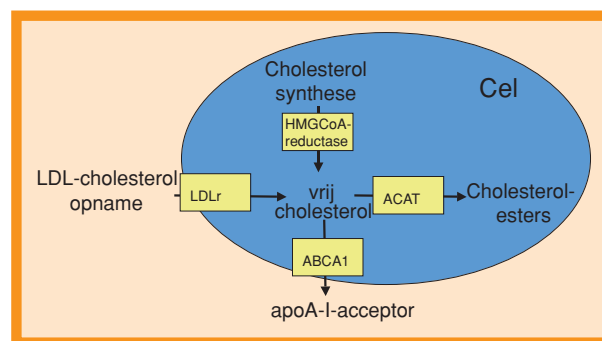 Cholesterol
synthese
Cel
HMGCoA-
reductase
LDL-cholesterol
opname
LDLr
vrij
cholesterol
ACAT
Cholesterol-
esters
ABCA1
apoA-I-acceptor